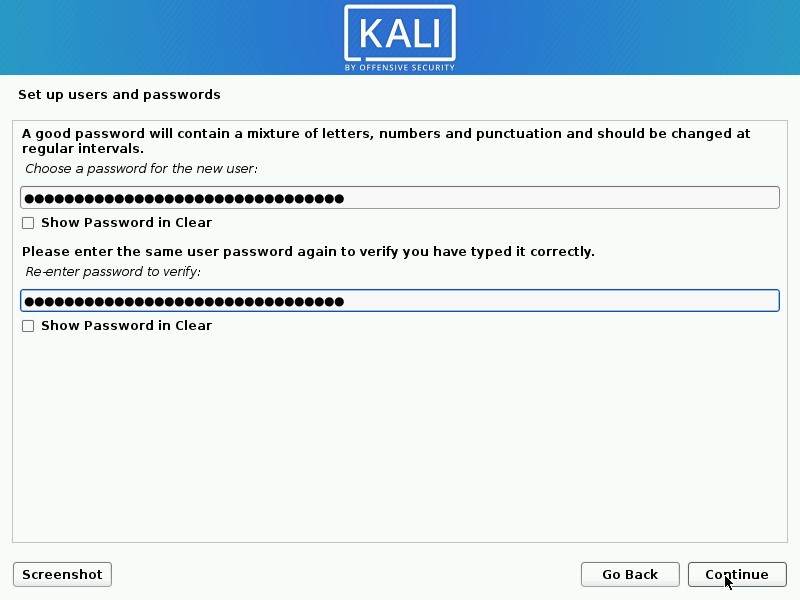 KALI
BY OFFENSIVE SECURITY
Set up users and passwords
A good password will contain a mixture of letters, numbers and punctuation and should be changed at
regular intervals.
Choose a password for the new user:
●●●●●●●●●●●●●●●●●●●●●●●●●●●●●●●●
Show Password in Clear
Please enter the same user password again to verify you have typed it correctly.
Re-enter password to verify:
●●●●●●●●●●●●●●●●●●●●●●●●●●●●●●●●
Show Password in Clear
Screenshot
Go Back
Continue